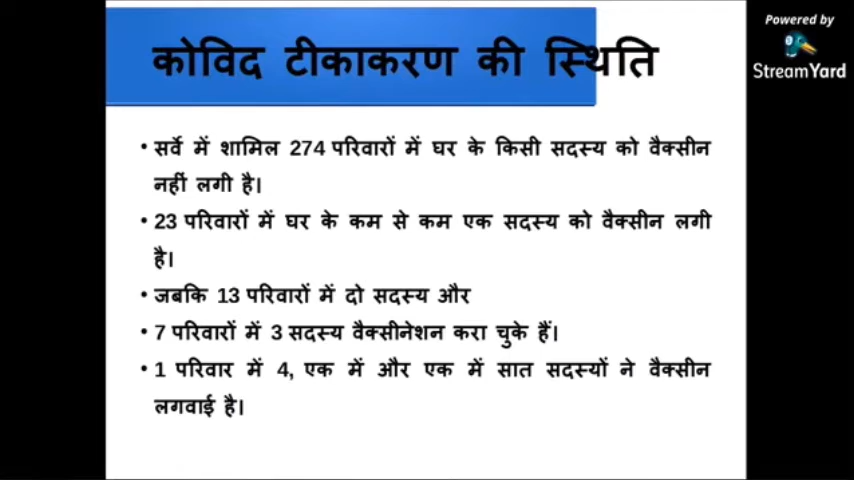 कोविद टीकाकरण की स्थिति
Powered by
StreamYard
• सर्वे में शामिल 274 परिवारों में घर के किसी सदस्य को वैक्सीन
नहीं लगी है।
• 23 परिवारों में घर के कम से कम एक सदस्य को वैक्सीन लगी
है।
• जबकि 13 परिवारों में दो सदस्य और
• 7 परिवारों में 3 सदस्य वैक्सीनेशन करा चुके हैं।
• 1 परिवार में 4, एक में और एक में सात सदस्यों ने वैक्सीन
लगवाई है।